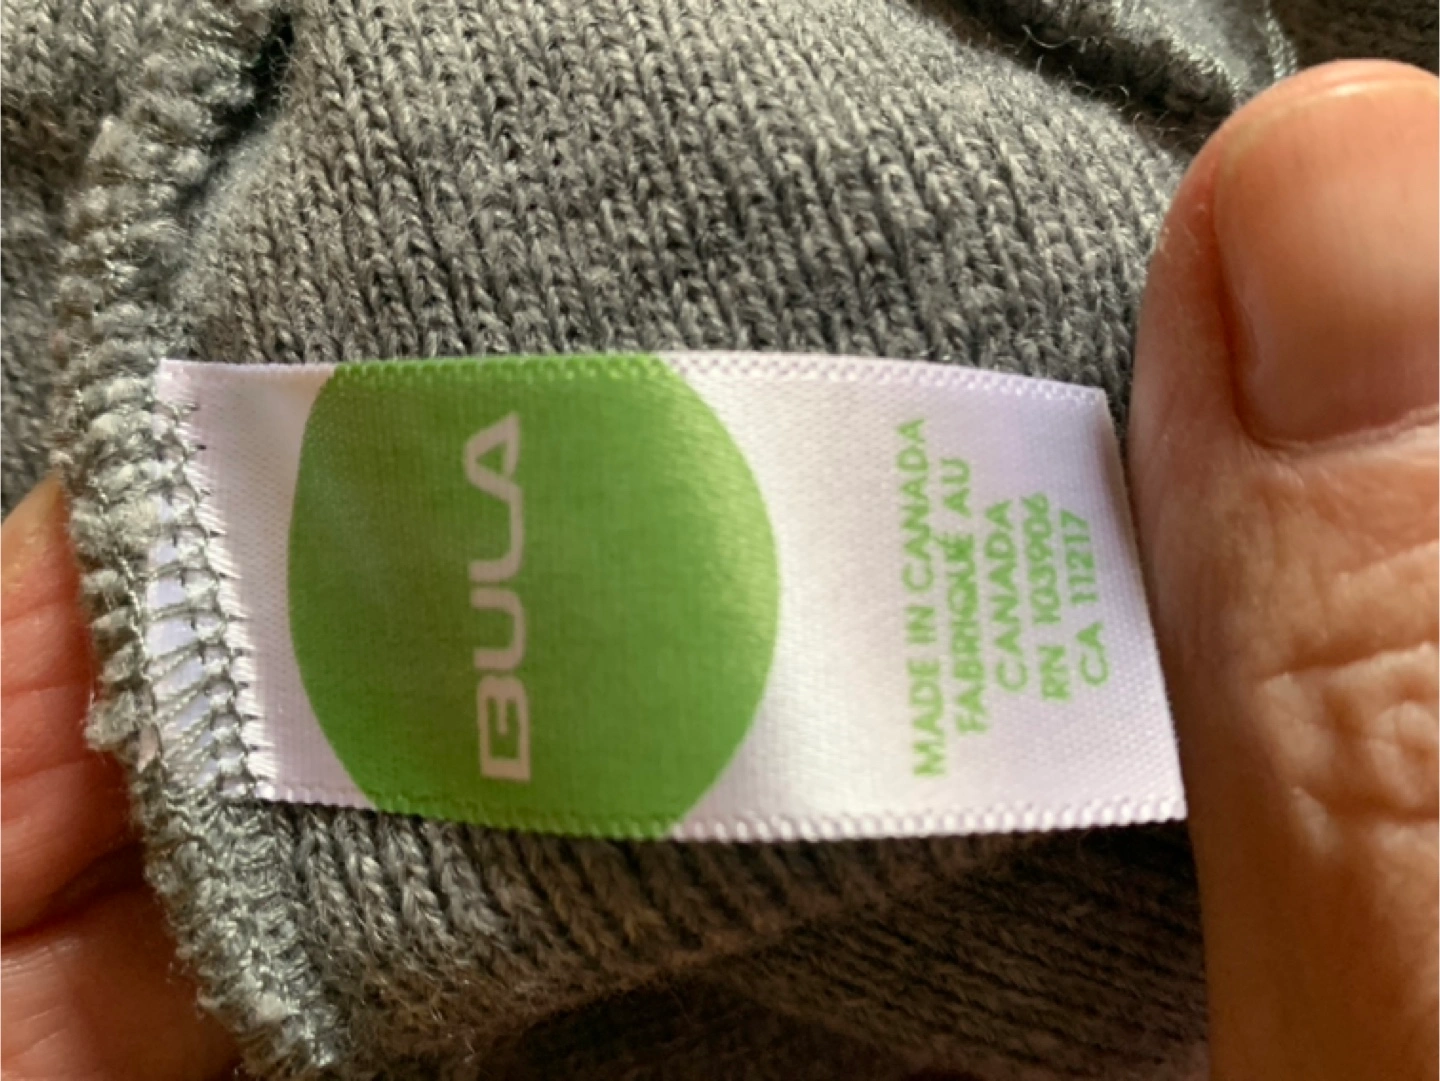 BULA
MADE IN CANADA
FABRIQUÉ AU
CANADA
RN 103906
CA 11217